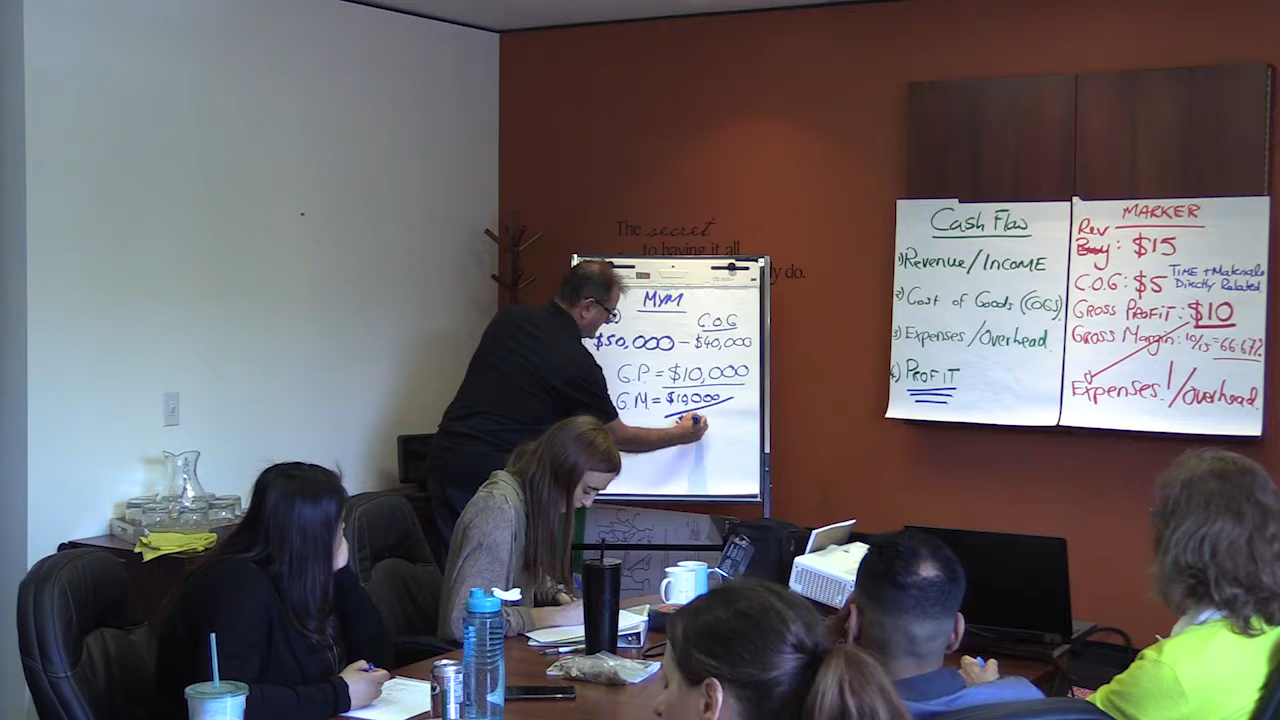 The secret
to having it all
do.
MYM
C.O.G
$50,000 - $40,000
G.P. = $10,000
G.M. = $10,000
Cash Flow
1) Revenue/INCOME
2) Cost of Goods (COGS)
3) Expenses/Overhead
4) PROFIT
MARKER
Rev
Buy: $15
C.O.G: $5 TIME + Materials
Directly Related
GROSS PROFIT: $10
GROSS Margin: 10/15 = 66.67%
Expenses!/Overhead